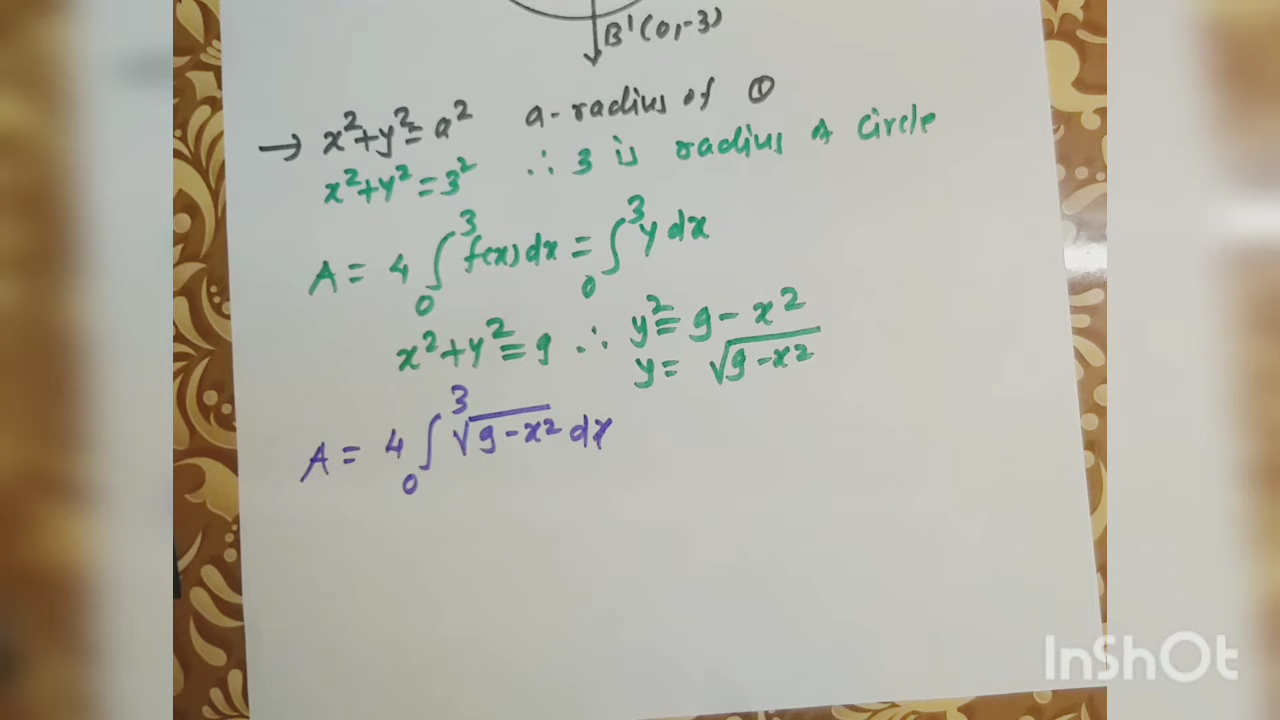 B'(0,-3)
→ x²+y²=a² a-radius of ①
x²+y²=3² ∴ 3 is radius of circle
A = 4 ∫₀³ f(x) dx = ∫₀³ y dx
x²+y²=9 ∴ y²= 9-x²
y= √9-x²
A = 4 ∫₀³ √9-x² dx
InShOt